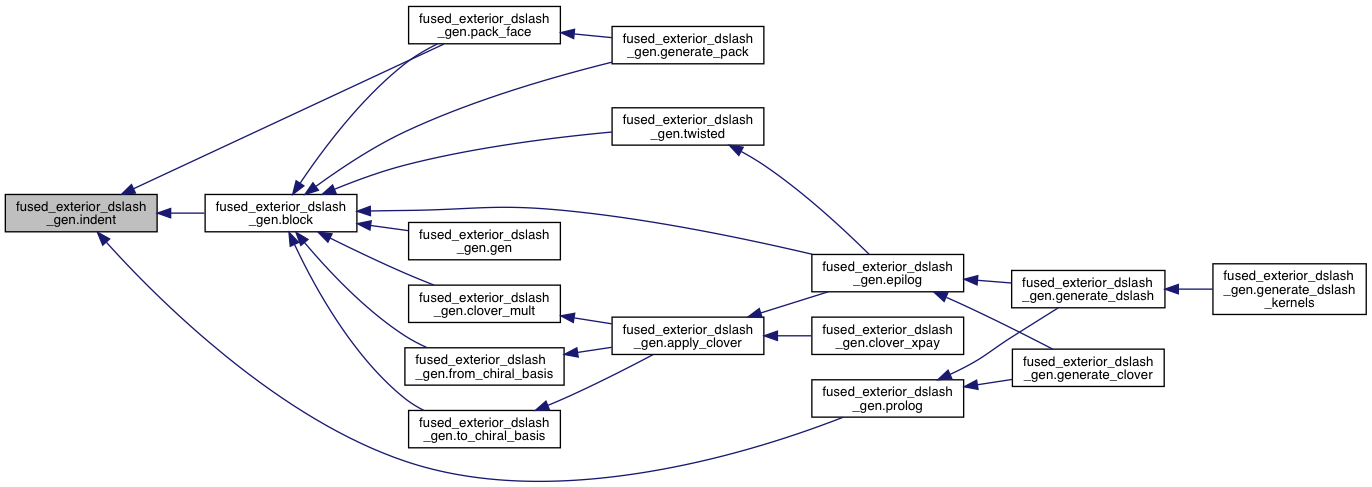 fused_exterior_dslash
_gen.indent
fused_exterior_dslash
_gen.block
fused_exterior_dslash
_gen.pack_face
fused_exterior_dslash
_gen.generate_pack
fused_exterior_dslash
_gen.twisted
fused_exterior_dslash
_gen.gen
fused_exterior_dslash
_gen.clover_mult
fused_exterior_dslash
_gen.from_chiral_basis
fused_exterior_dslash
_gen.to_chiral_basis
fused_exterior_dslash
_gen.apply_clover
fused_exterior_dslash
_gen.epilog
fused_exterior_dslash
_gen.clover_xpay
fused_exterior_dslash
_gen.prolog
fused_exterior_dslash
_gen.generate_dslash
fused_exterior_dslash
_gen.generate_clover
fused_exterior_dslash
_gen.generate_dslash
_kernels